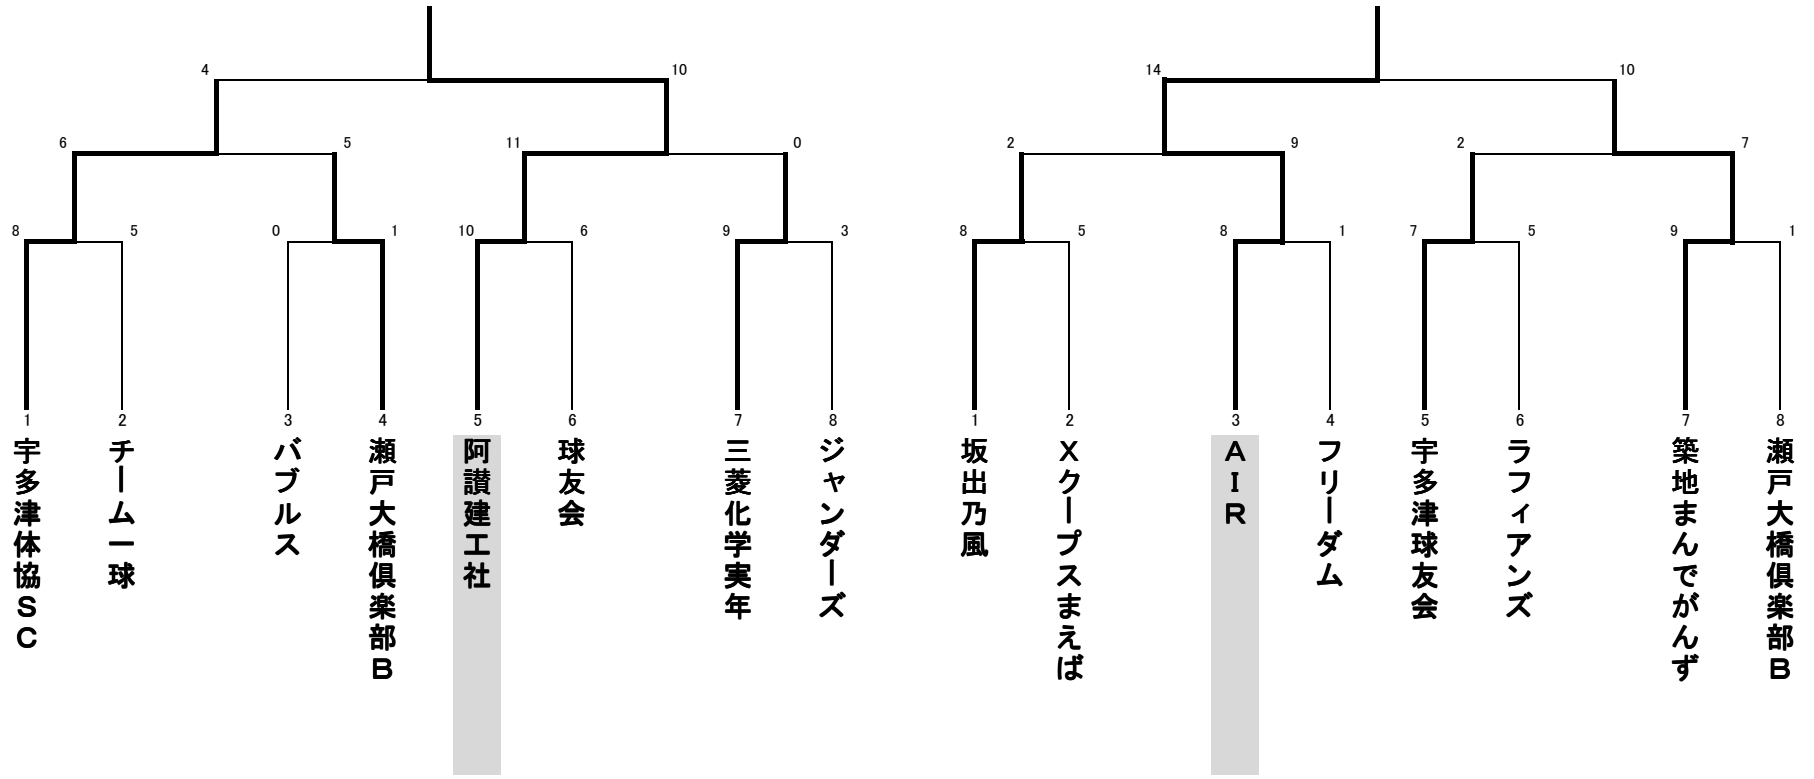 4 10 14 10
6 5 11 0 2 9 2 7
8 5 0 1 10 6 9 3 8 5 8 1 7 5 9 1
1 2 3 4 5 6 7 8 1 2 3 4 5 6 7 8
宇多津体協SC
チーム一球
バブルス
瀬戸大橋倶楽部B
阿讃建工社
球友会
三菱化学実年
ジャンダーズ
坂出乃風
Xクープスまえば
AIR
フリーダム
宇多津球友会
ラフィアンズ
築地まんでがんず
瀬戸大橋倶楽部B